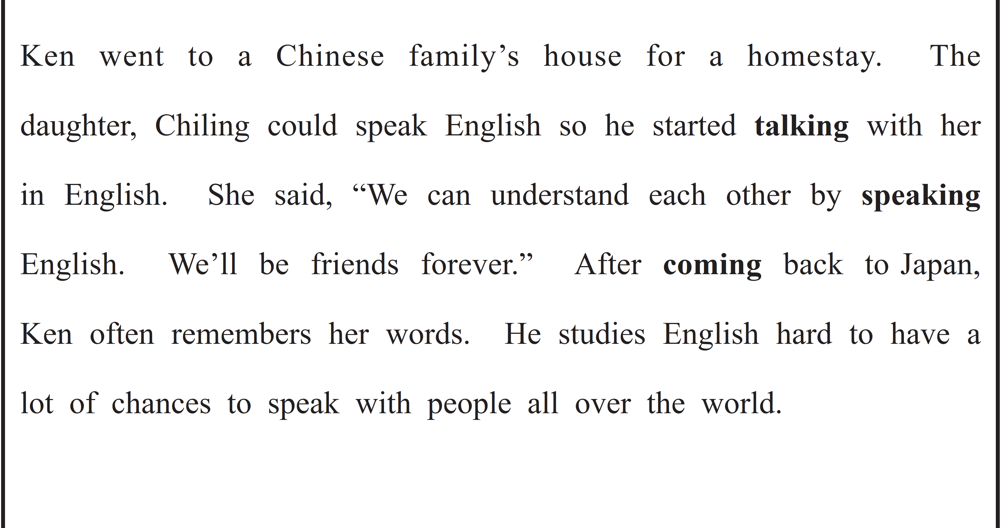 Ken went to a Chinese family’s house for a homestay. The
daughter, Chiling could speak English so he started talking with her
in English. She said, “We can understand each other by speaking
English. We’ll be friends forever.” After coming back to Japan,
Ken often remembers her words. He studies English hard to have a
lot of chances to speak with people all over the world.